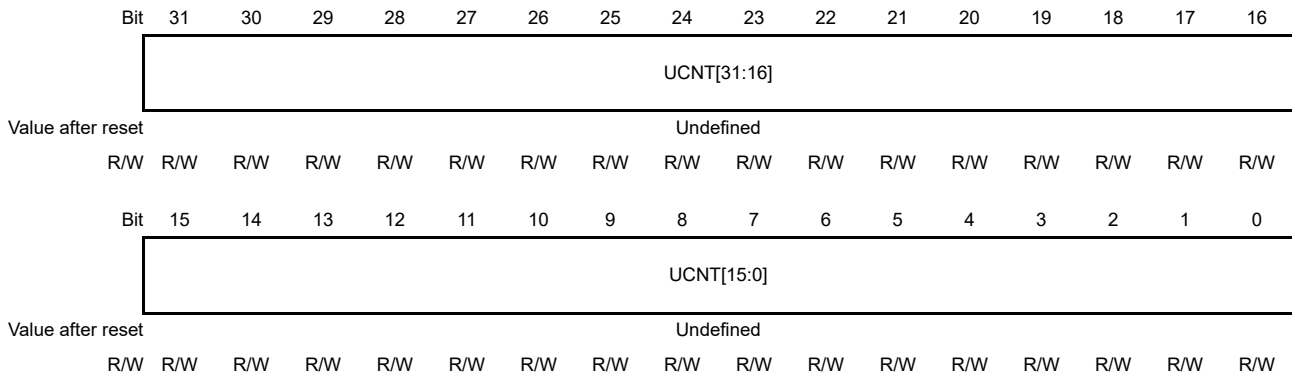 Bit 31 30 29 28 27 26 25 24 23 22 21 20 19 18 17 16
UCNT[31:16]
Value after reset Undefined
R/W R/W R/W R/W R/W R/W R/W R/W R/W R/W R/W R/W R/W R/W R/W R/W R/W
Bit 15 14 13 12 11 10 9 8 7 6 5 4 3 2 1 0
UCNT[15:0]
Value after reset Undefined
R/W R/W R/W R/W R/W R/W R/W R/W R/W R/W R/W R/W R/W R/W R/W R/W R/W